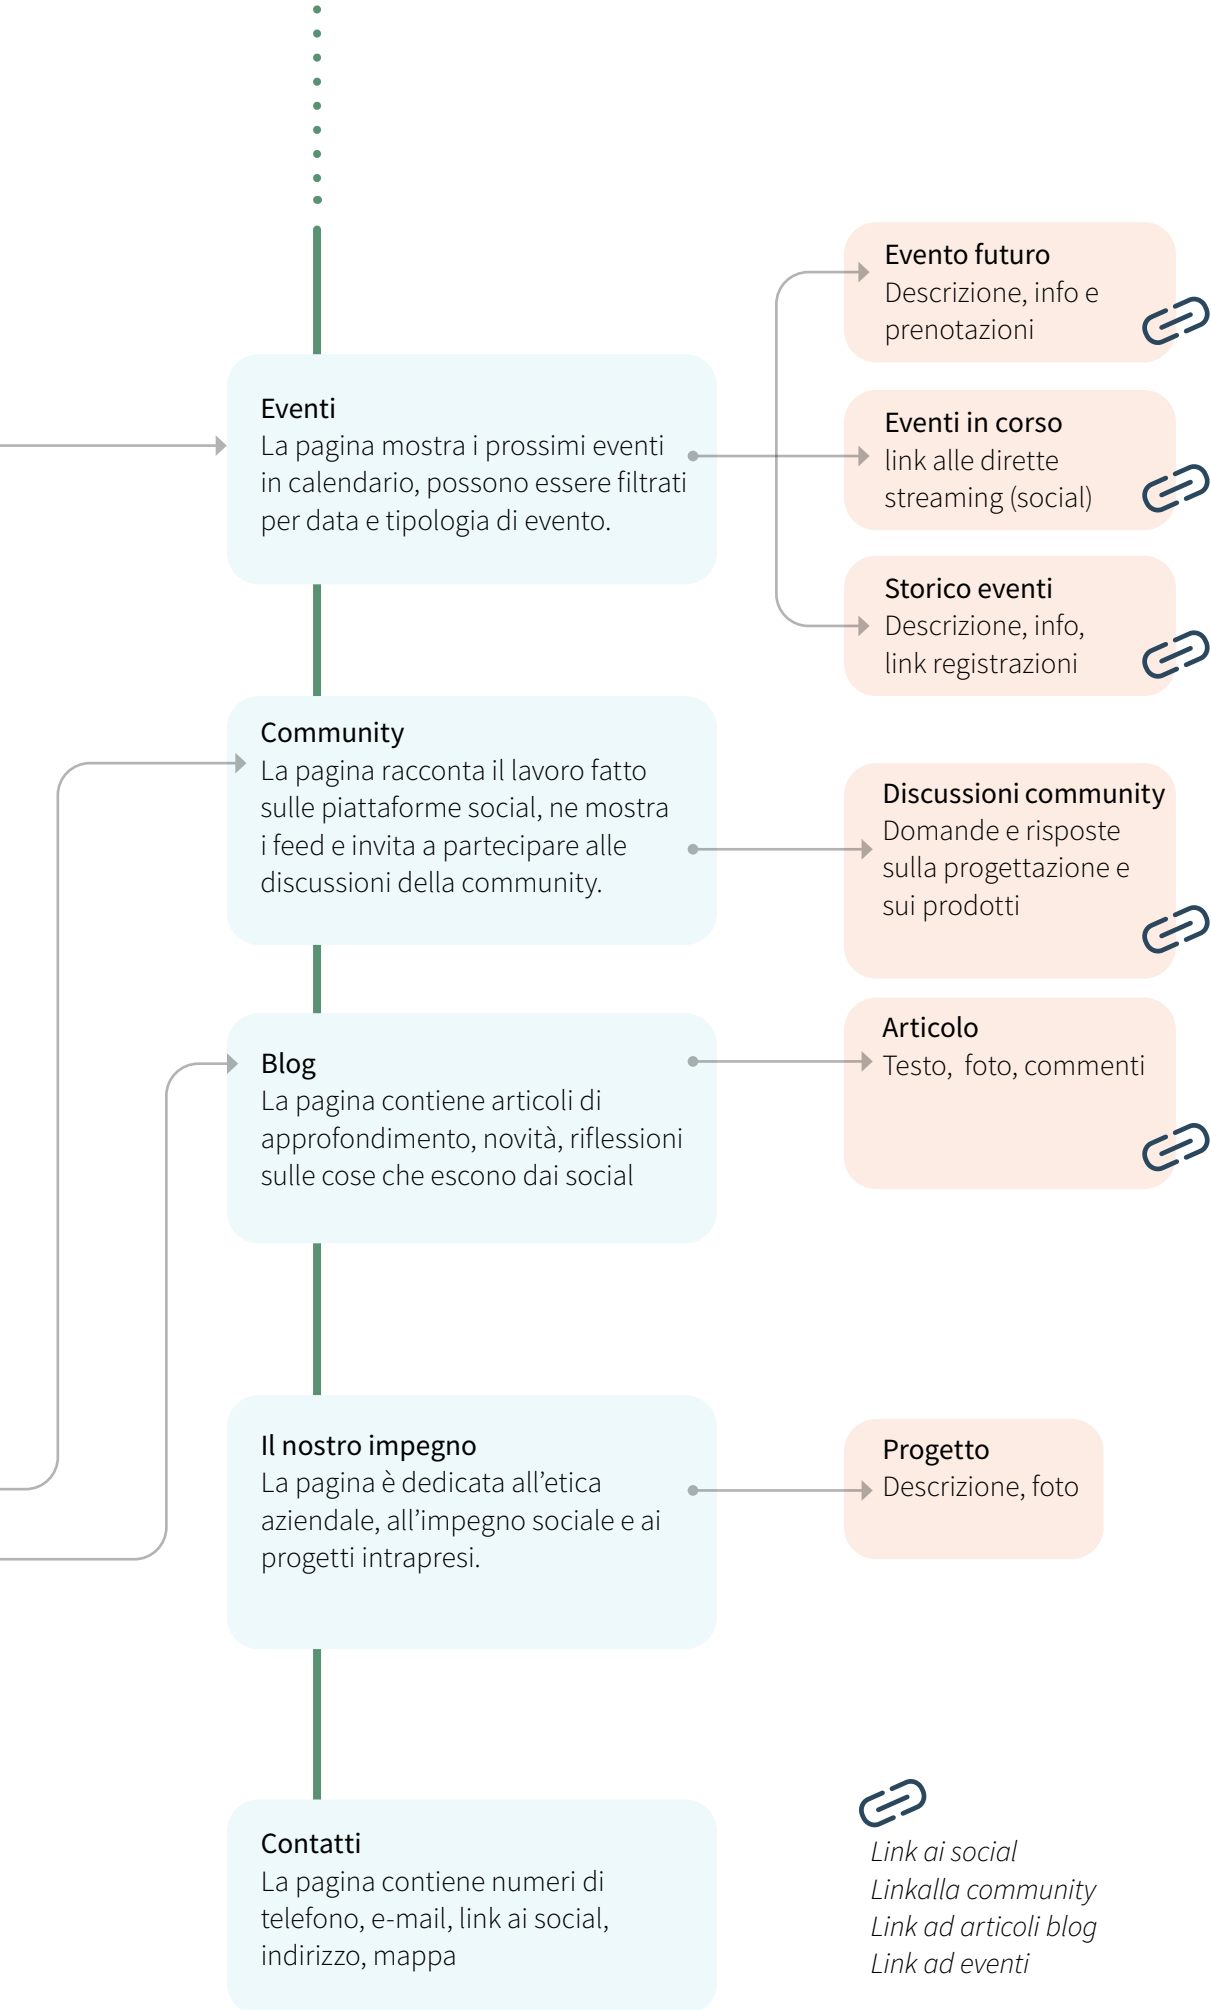 Evento futuro
Descrizione, info e
prenotazioni
Eventi
La pagina mostra i prossimi eventi
in calendario, possono essere filtrati
per data e tipologia di evento.
Eventi in corso
link alle dirette
streaming (social)
Storico eventi
Descrizione, info,
link registrazioni
Community
La pagina racconta il lavoro fatto
sulle piattaforme social, ne mostra
i feed e invita a partecipare alle
discussioni della community.
Discussioni community
Domande e risposte
sulla progettazione e
sui prodotti
Blog
La pagina contiene articoli di
approfondimento, novità, riflessioni
sulle cose che escono dai social
Articolo
Testo,  foto, commenti
Il nostro impegno
La pagina è dedicata all’etica
aziendale, all’impegno sociale e ai
progetti intrapresi.
Progetto
Descrizione, foto
Contatti
La pagina contiene numeri di
telefono, e-mail, link ai social,
indirizzo, mappa
Link ai social
Linkalla community
Link ad articoli blog
Link ad eventi